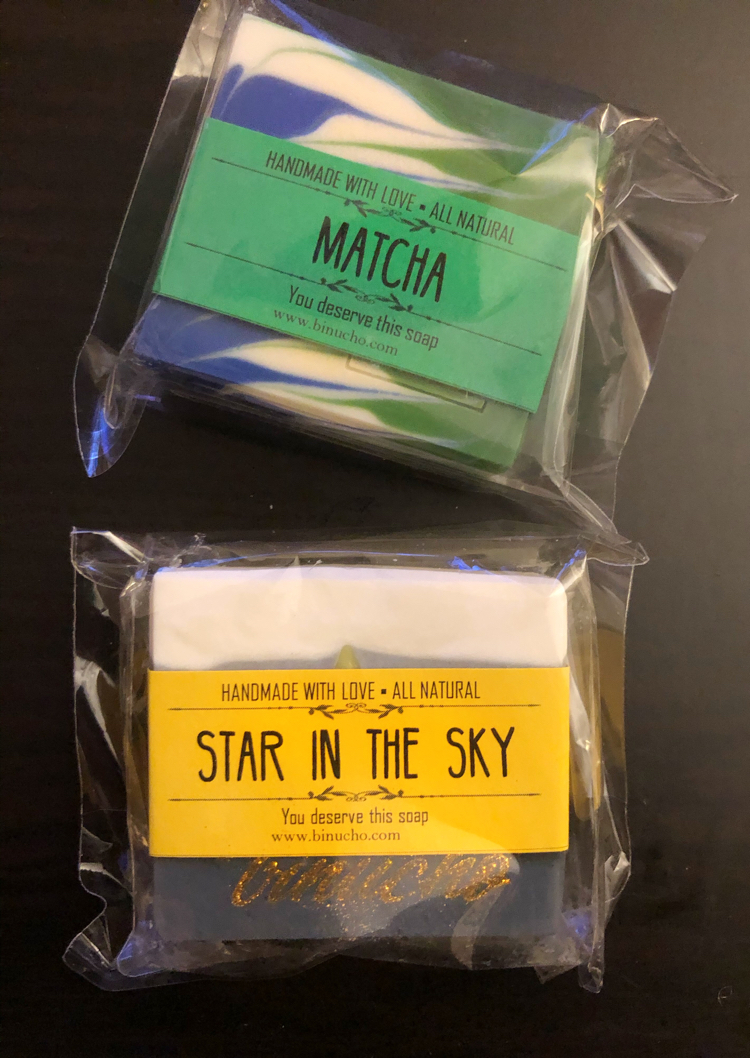 HANDMADE WITH LOVE ▪ ALL NATURAL
MATCHA
You deserve this soap
www.binucho.com
HANDMADE WITH LOVE ▪ ALL NATURAL
STAR IN THE SKY
You deserve this soap
www.binucho.com
binucho